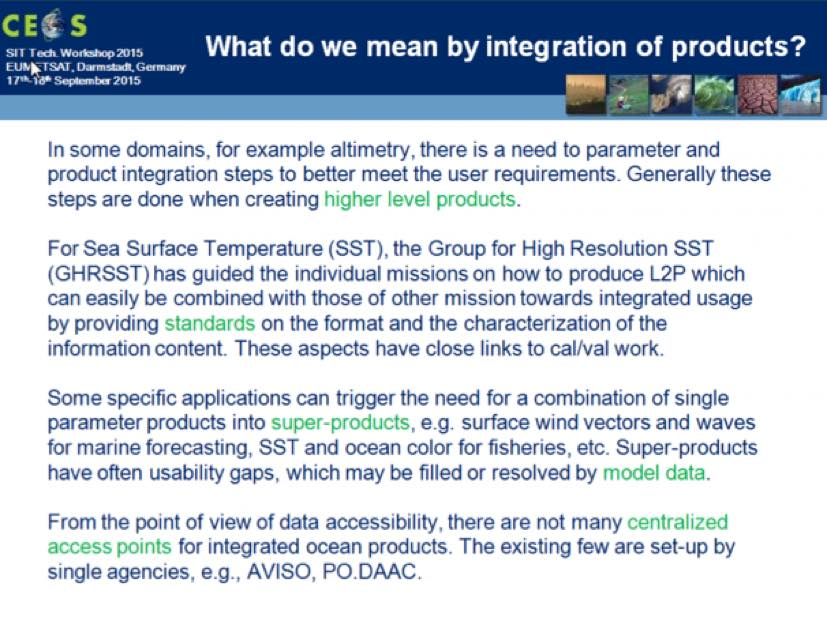 CEOS
SIT Tech. Workshop 2015
EUMETSAT, Darmstadt, Germany
17th-18th September 2015
What do we mean by integration of products?
In some domains, for example altimetry, there is a need to parameter and
product integration steps to better meet the user requirements. Generally these
steps are done when creating higher level products.
For Sea Surface Temperature (SST), the Group for High Resolution SST
(GHRSST) has guided the individual missions on how to produce L2P which
can easily be combined with those of other mission towards integrated usage
by providing standards on the format and the characterization of the
information content. These aspects have close links to cal/val work.
Some specific applications can trigger the need for a combination of single
parameter products into super-products, e.g. surface wind vectors and waves
for marine forecasting, SST and ocean color for fisheries, etc. Super-products
have often usability gaps, which may be filled or resolved by model data.
From the point of view of data accessibility, there are not many centralized
access points for integrated ocean products. The existing few are set-up by
single agencies, e.g., AVISO, PO.DAAC.